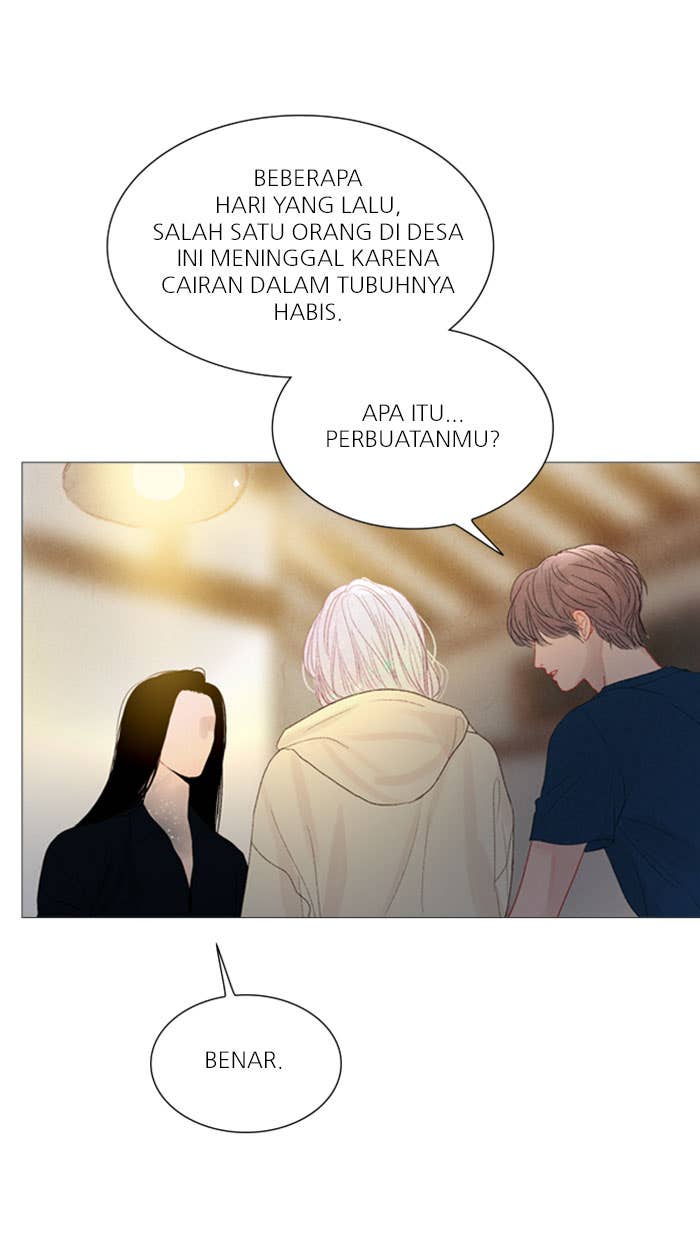 BEBERAPA
HARI YANG LALU,
SALAH SATU ORANG DI DESA
INI MENINGGAL KARENA
CAIRAN DALAM TUBUHNYA
HABIS.
APA ITU...
PERBUATANMU?
BENAR.